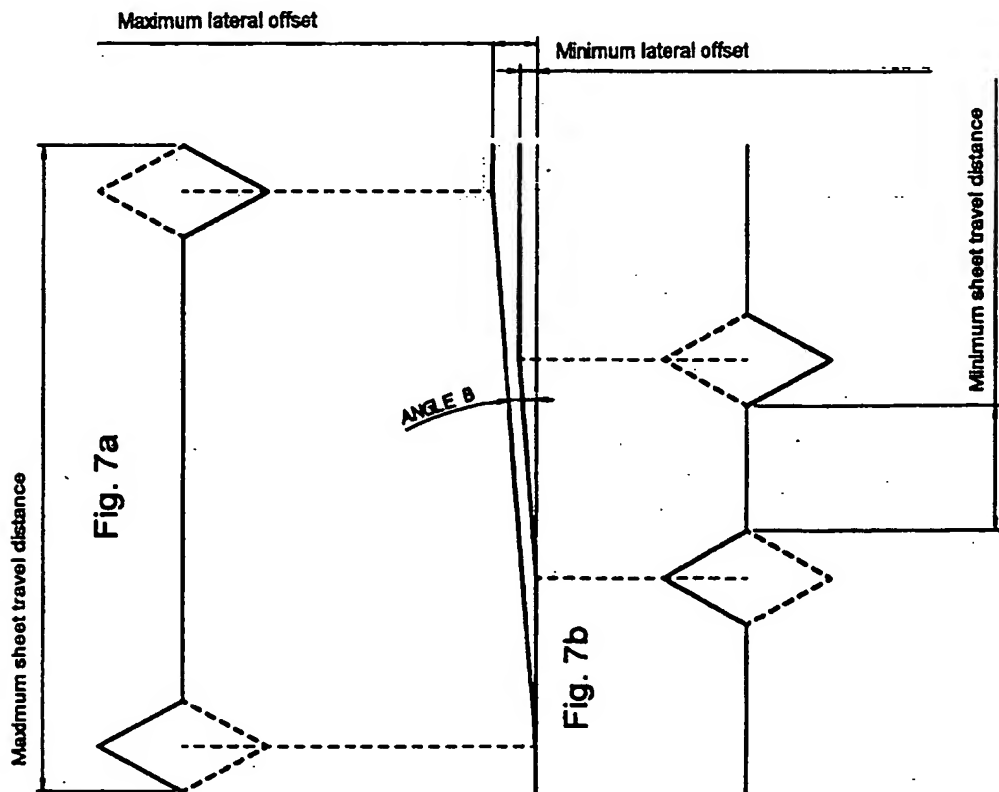 Maximum lateral offset
Minimum lateral offset
Maximum sheet travel distance
Fig. 7a
ANGLE B
Fig. 7b
Minimum sheet travel distance